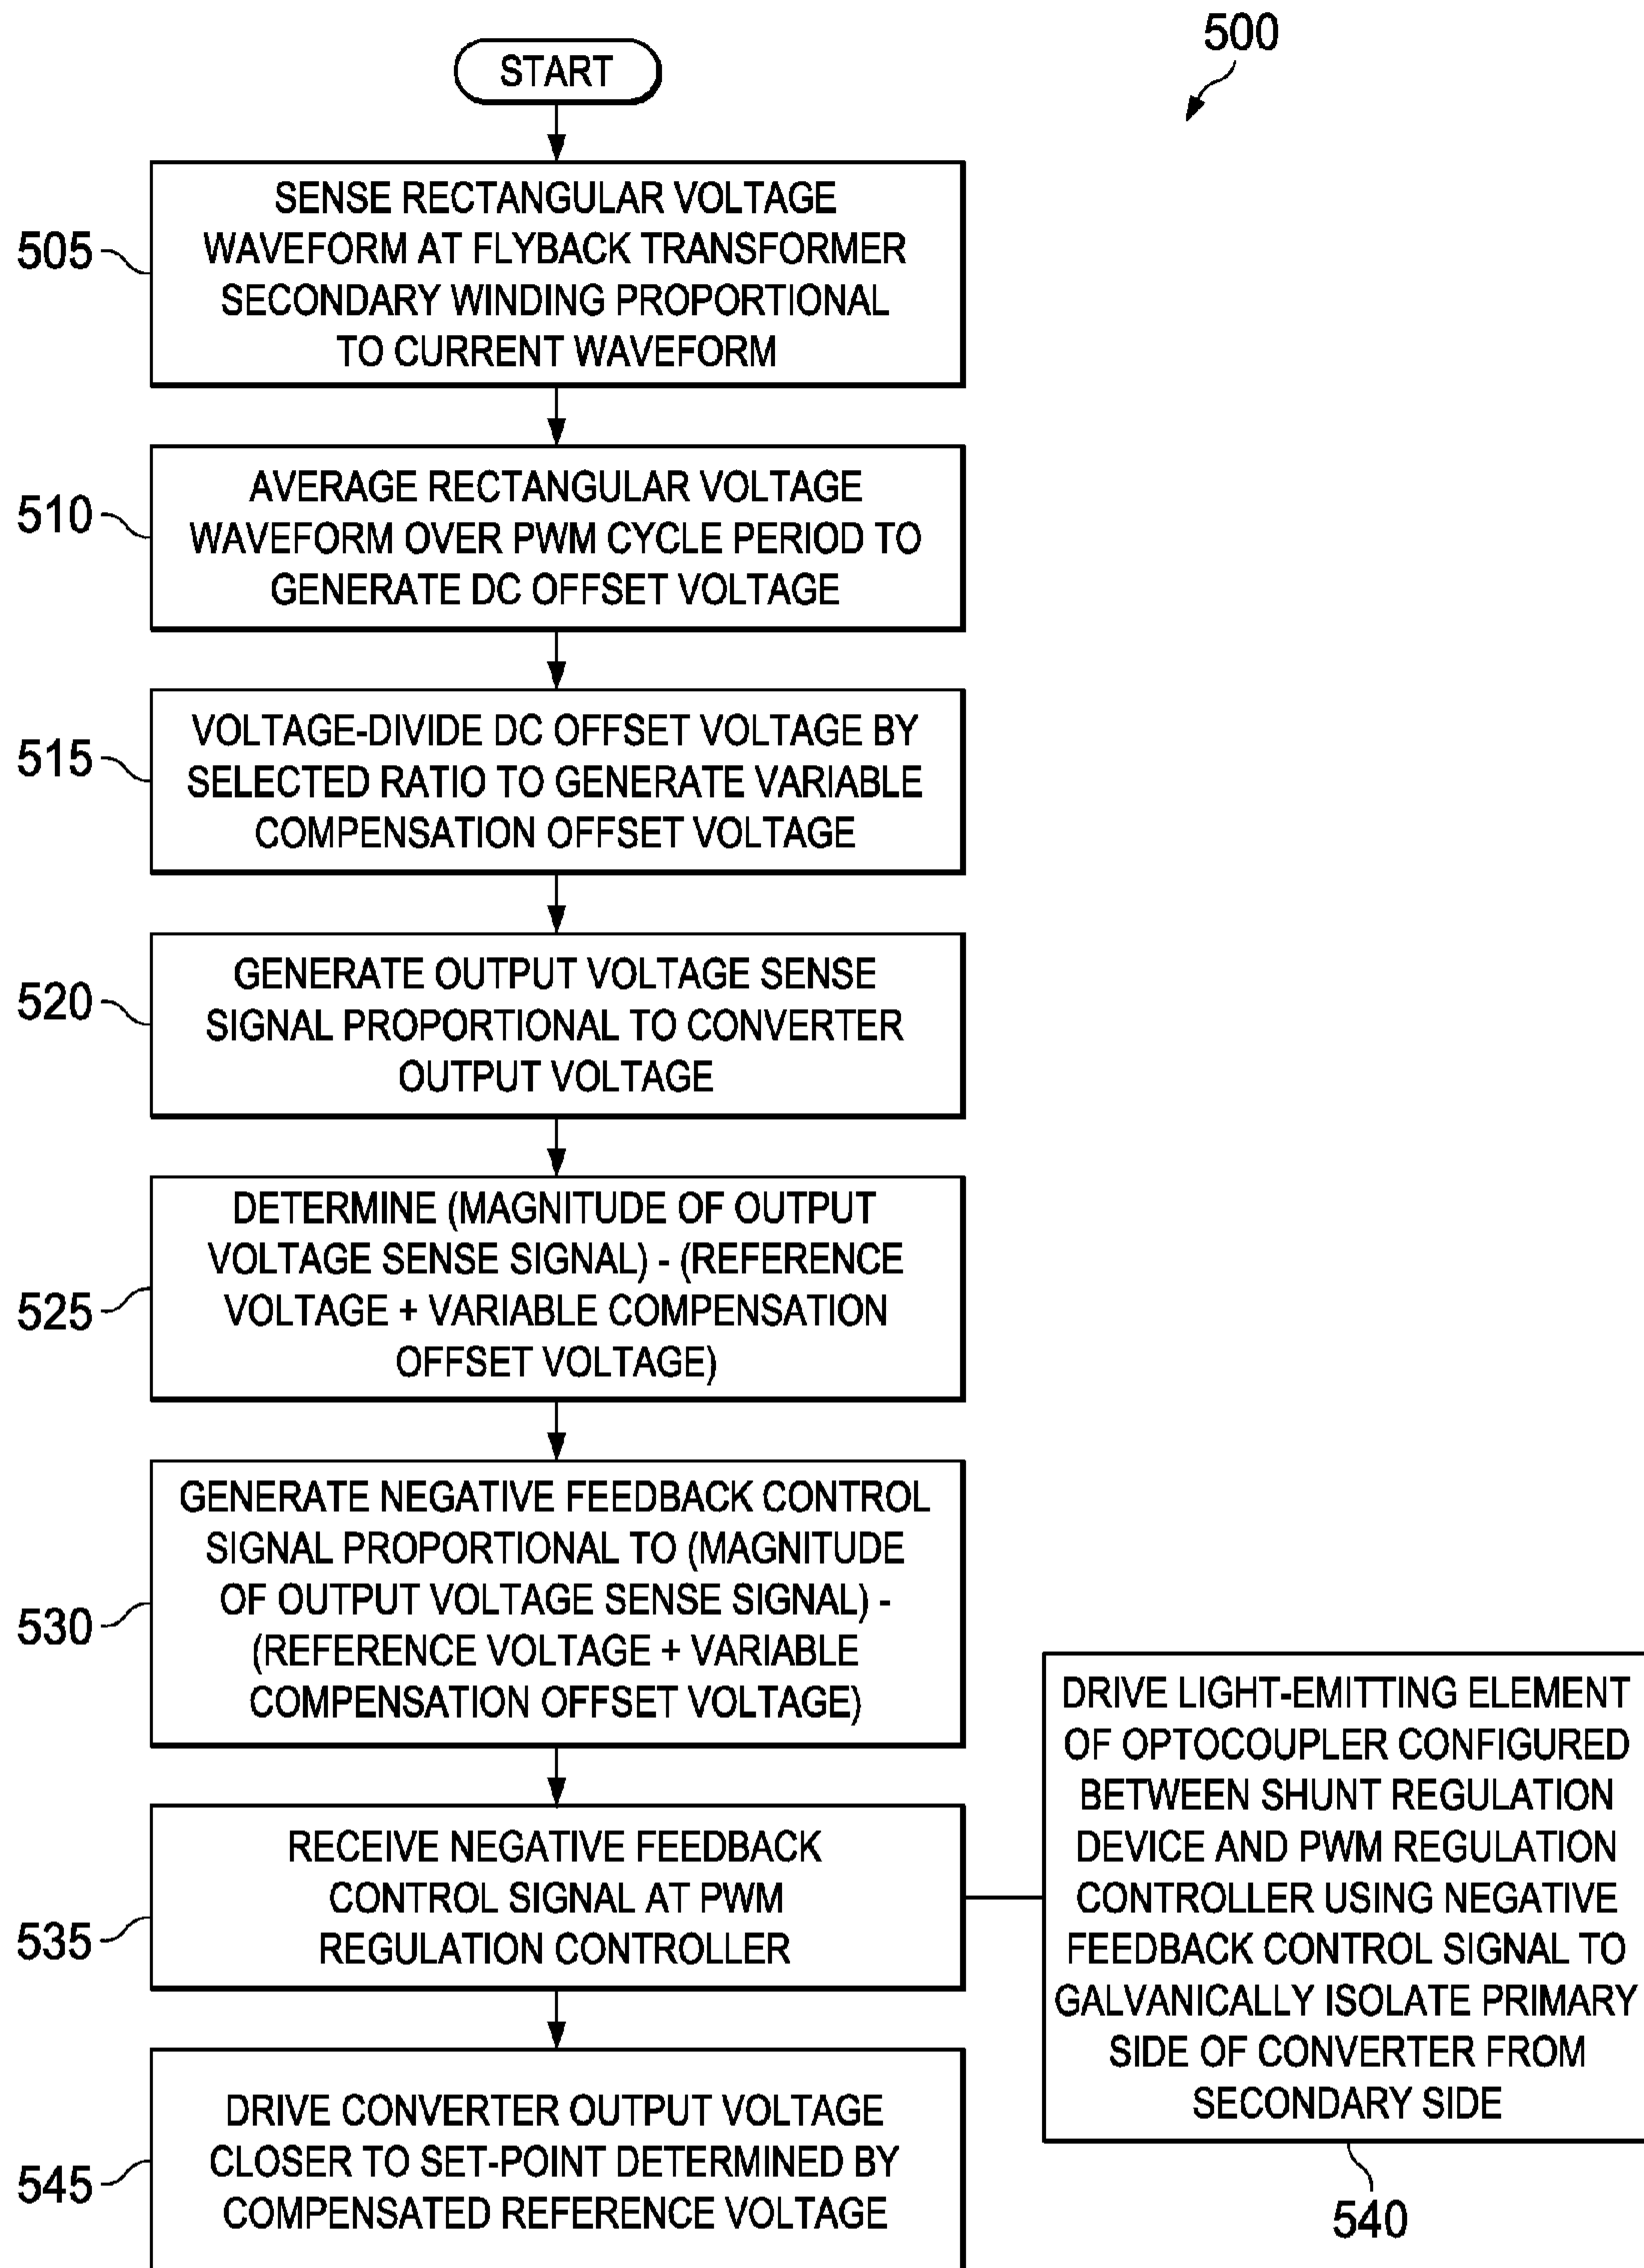 500
START
505
SENSE RECTANGULAR VOLTAGE
WAVEFORM AT FLYBACK TRANSFORMER
SECONDARY WINDING PROPORTIONAL
TO CURRENT WAVEFORM
510
AVERAGE RECTANGULAR VOLTAGE
WAVEFORM OVER PWM CYCLE PERIOD TO
GENERATE DC OFFSET VOLTAGE
515
VOLTAGE-DIVIDE DC OFFSET VOLTAGE BY
SELECTED RATIO TO GENERATE VARIABLE
COMPENSATION OFFSET VOLTAGE
520
GENERATE OUTPUT VOLTAGE SENSE
SIGNAL PROPORTIONAL TO CONVERTER
OUTPUT VOLTAGE
525
DETERMINE (MAGNITUDE OF OUTPUT
VOLTAGE SENSE SIGNAL) - (REFERENCE
VOLTAGE + VARIABLE COMPENSATION
OFFSET VOLTAGE)
530
GENERATE NEGATIVE FEEDBACK CONTROL
SIGNAL PROPORTIONAL TO (MAGNITUDE
OF OUTPUT VOLTAGE SENSE SIGNAL) -
(REFERENCE VOLTAGE + VARIABLE
COMPENSATION OFFSET VOLTAGE)
535
RECEIVE NEGATIVE FEEDBACK
CONTROL SIGNAL AT PWM
REGULATION CONTROLLER
DRIVE LIGHT-EMITTING ELEMENT
OF OPTOCOUPLER CONFIGURED
BETWEEN SHUNT REGULATION
DEVICE AND PWM REGULATION
CONTROLLER USING NEGATIVE
FEEDBACK CONTROL SIGNAL TO
GALVANICALLY ISOLATE PRIMARY
SIDE OF CONVERTER FROM
SECONDARY SIDE
540
545
DRIVE CONVERTER OUTPUT VOLTAGE
CLOSER TO SET-POINT DETERMINED BY
COMPENSATED REFERENCE VOLTAGE